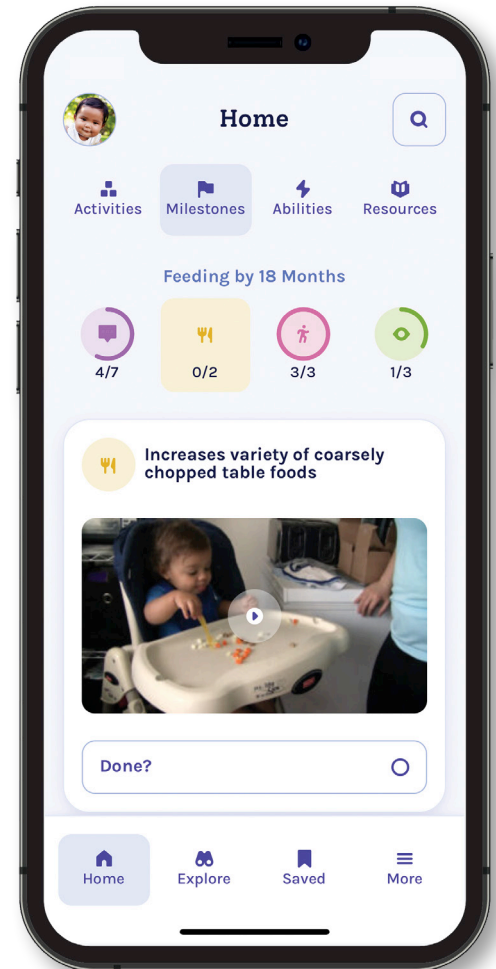 Home
Activities
Milestones
Abilities
Resources
Feeding by 18 Months
4/7
0/2
3/3
1/3
Increases variety of coarsely
chopped table foods
Done?
Home
Explore
Saved
More